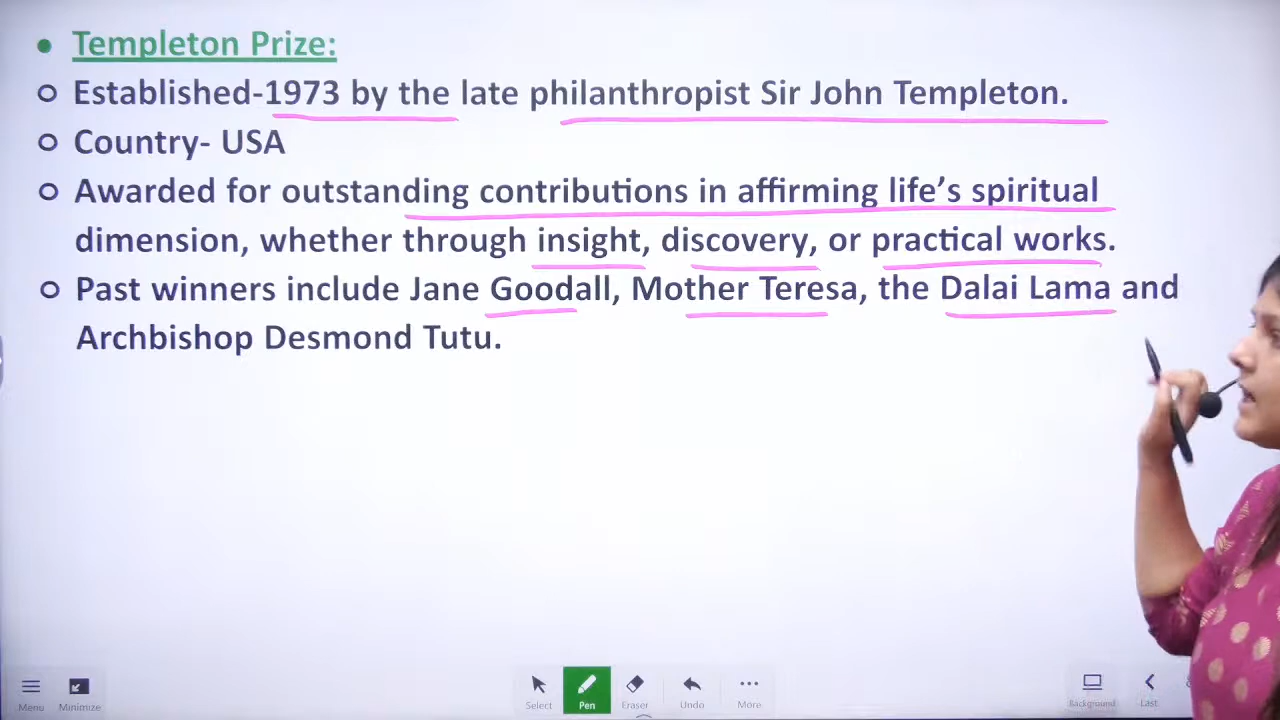 Templeton Prize:
Established-1973 by the late philanthropist Sir John Templeton.
Country- USA
Awarded for outstanding contributions in affirming life's spiritual
dimension, whether through insight, discovery, or practical works.
Past winners include Jane Goodall, Mother Teresa, the Dalai Lama and
Archbishop Desmond Tutu.
Menu Minimize Select Pen Eraser Undo More Background Last